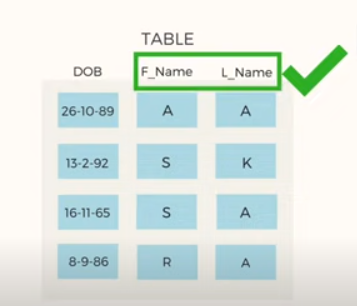 TABLE
DOB F_Name L_Name
26-10-89 A A
13-2-92 S K
16-11-65 S A
8-9-86 R A